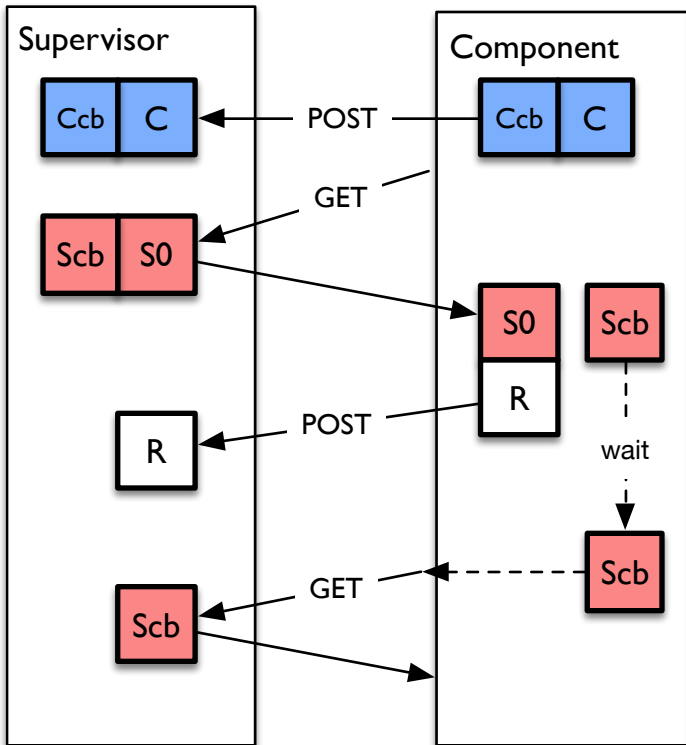 Supervisor
Component
Ccb C
POST
Ccb C
GET
Scb S0
S0
Scb
R
POST
R
wait
Scb
GET
Scb